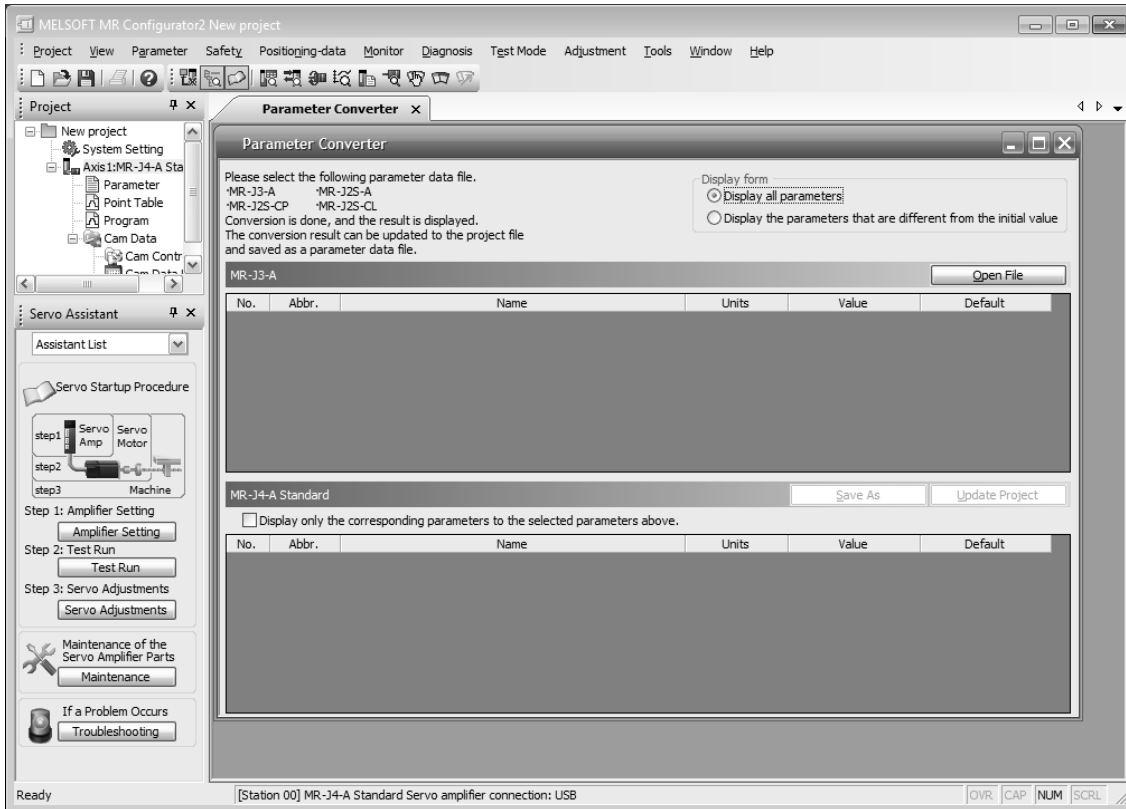 MELSOFT MR Configurator2 New project
Project View Parameter Safety Positioning-data Monitor Diagnosis Test Mode Adjustment Tools Window Help
Project
New project
System Setting
Axis1:MR-J4-A Sta
Parameter
Point Table
Program
Cam Data
Cam Contr
Servo Assistant
Assistant List
Servo Startup Procedure
step1
Servo Amp
Servo Motor
step2
step3
Machine
Step 1: Amplifier Setting
Amplifier Setting
Step 2: Test Run
Test Run
Step 3: Servo Adjustments
Servo Adjustments
Maintenance of the
Servo Amplifier Parts
Maintenance
If a Problem Occurs
Troubleshooting
Parameter Converter
Parameter Converter
Please select the following parameter data file.
·MR-J3-A ·MR-J2S-A
·MR-J2S-CP ·MR-J2S-CL
Conversion is done, and the result is displayed.
The conversion result can be updated to the project file
and saved as a parameter data file.
Display form
Display all parameters
Display the parameters that are different from the initial value
MR-J3-A
Open File
No. Abbr. Name Units Value Default
MR-J4-A Standard
Save As
Update Project
Display only the corresponding parameters to the selected parameters above.
No. Abbr. Name Units Value Default
Ready
[Station 00] MR-J4-A Standard Servo amplifier connection: USB
OVR CAP NUM SCRL